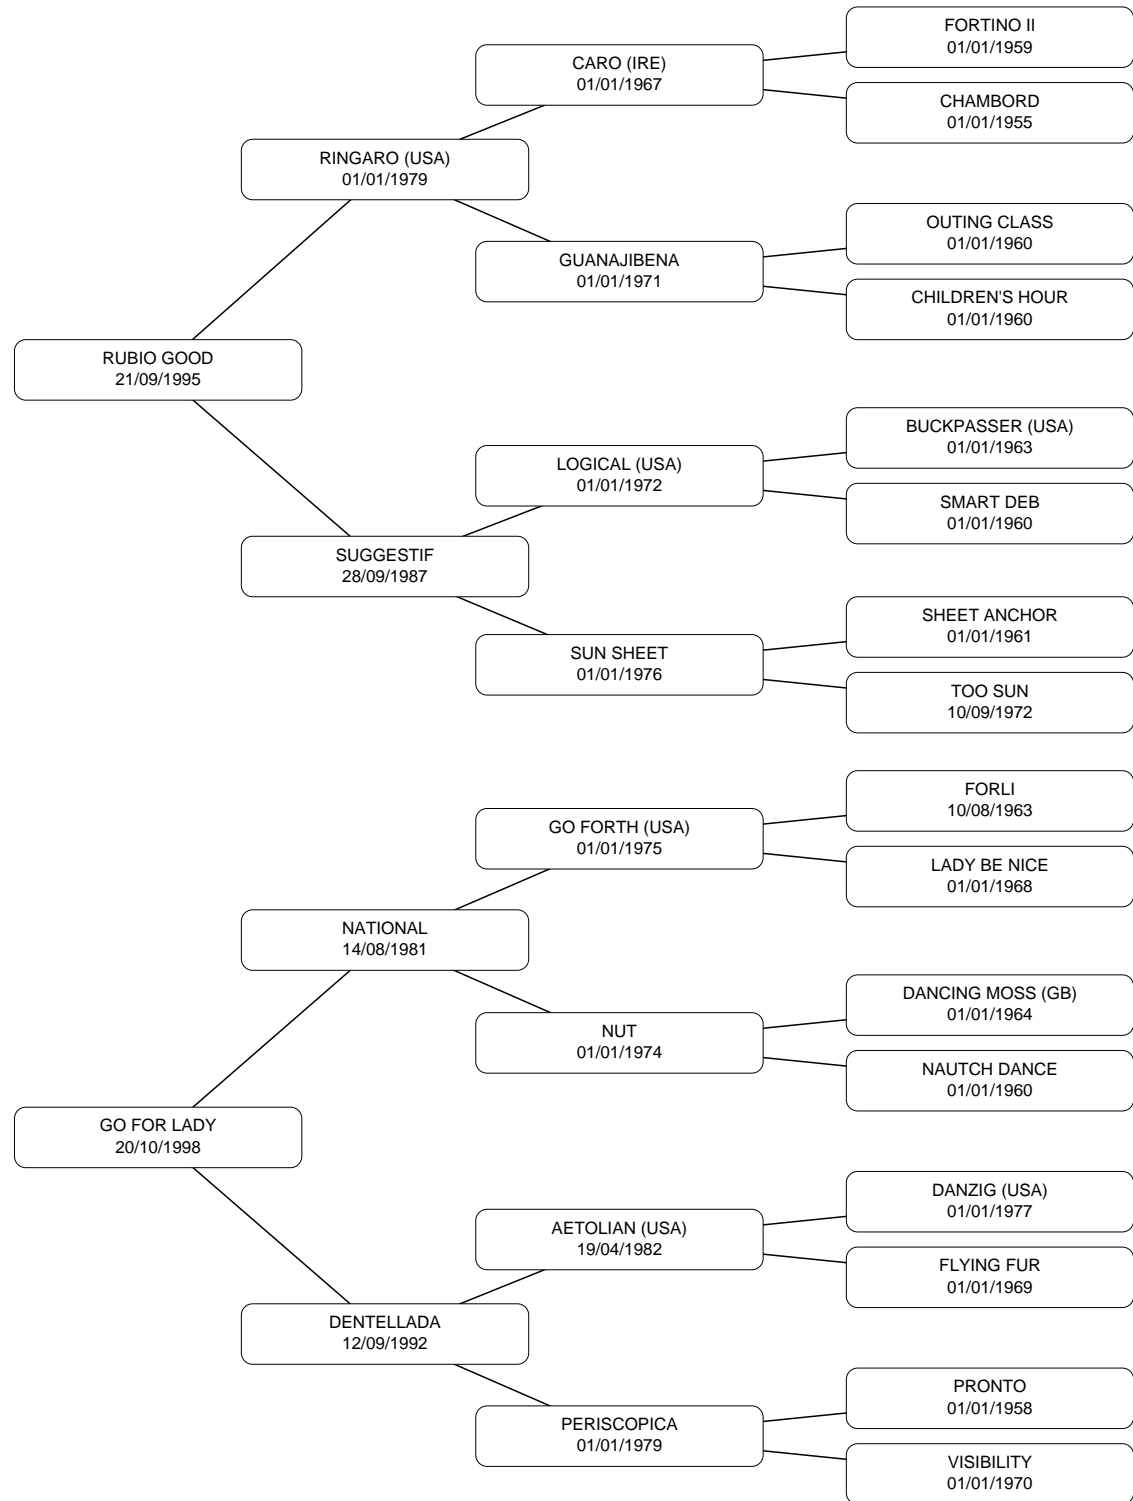 FORTINO II
01/01/1959
CARO (IRE)
01/01/1967
CHAMBORD
01/01/1955
RINGARO (USA)
01/01/1979
OUTING CLASS
01/01/1960
GUANAJIBENA
01/01/1971
CHILDREN'S HOUR
01/01/1960
RUBIO GOOD
21/09/1995
BUCKPASSER (USA)
01/01/1963
LOGICAL (USA)
01/01/1972
SMART DEB
01/01/1960
SUGGESTIF
28/09/1987
SHEET ANCHOR
01/01/1961
SUN SHEET
01/01/1976
TOO SUN
10/09/1972
FORLI
10/08/1963
GO FORTH (USA)
01/01/1975
LADY BE NICE
01/01/1968
NATIONAL
14/08/1981
DANCING MOSS (GB)
01/01/1964
NUT
01/01/1974
NAUTCH DANCE
01/01/1960
GO FOR LADY
20/10/1998
DANZIG (USA)
01/01/1977
AETOLIAN (USA)
19/04/1982
FLYING FUR
01/01/1969
DENTELLADA
12/09/1992
PRONTO
01/01/1958
PERISCOPICA
01/01/1979
VISIBILITY
01/01/1970